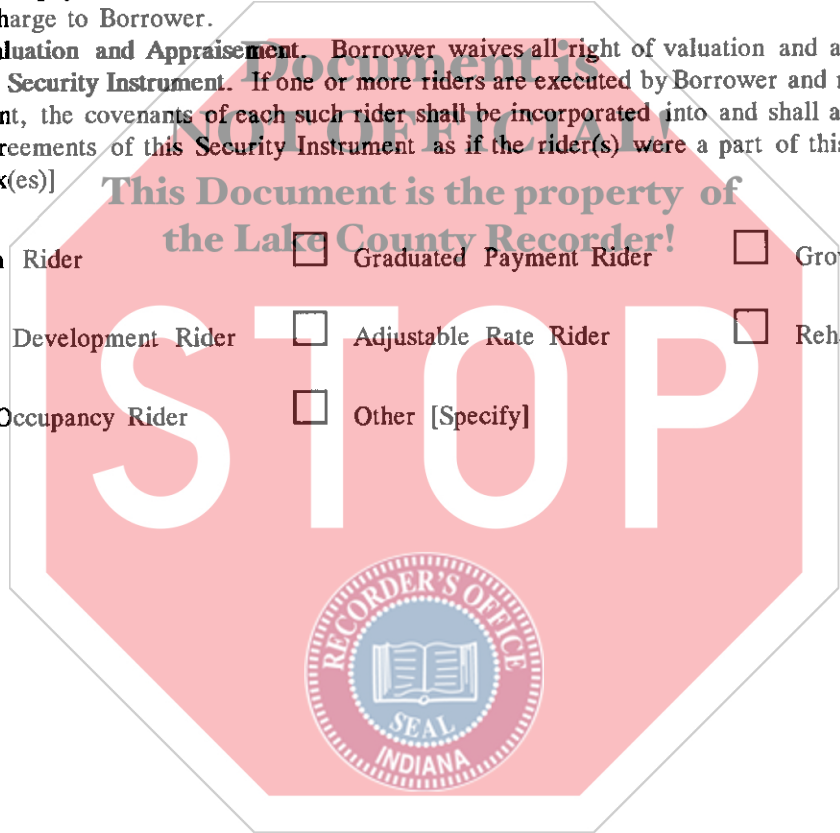 harge to Borrower.
aluation and Appraisement. Borrower waives all right of valuation and a
Security Instrument. If one or more riders are executed by Borrower and
nt, the covenants of each such rider shall be incorporated into and shall a
reements of this Security Instrument as if the rider(s) were a part of this
x(es)]
Document is
NOT OFFICIAL!
This Document is the property of
the Lake County Recorder!
Rider
Graduated Payment Rider
Grov
Development Rider
Adjustable Rate Rider
Reh
Occupancy Rider
Other [Specify]
STOP
RECORDER'S OFFICE
SEAL
INDIANA